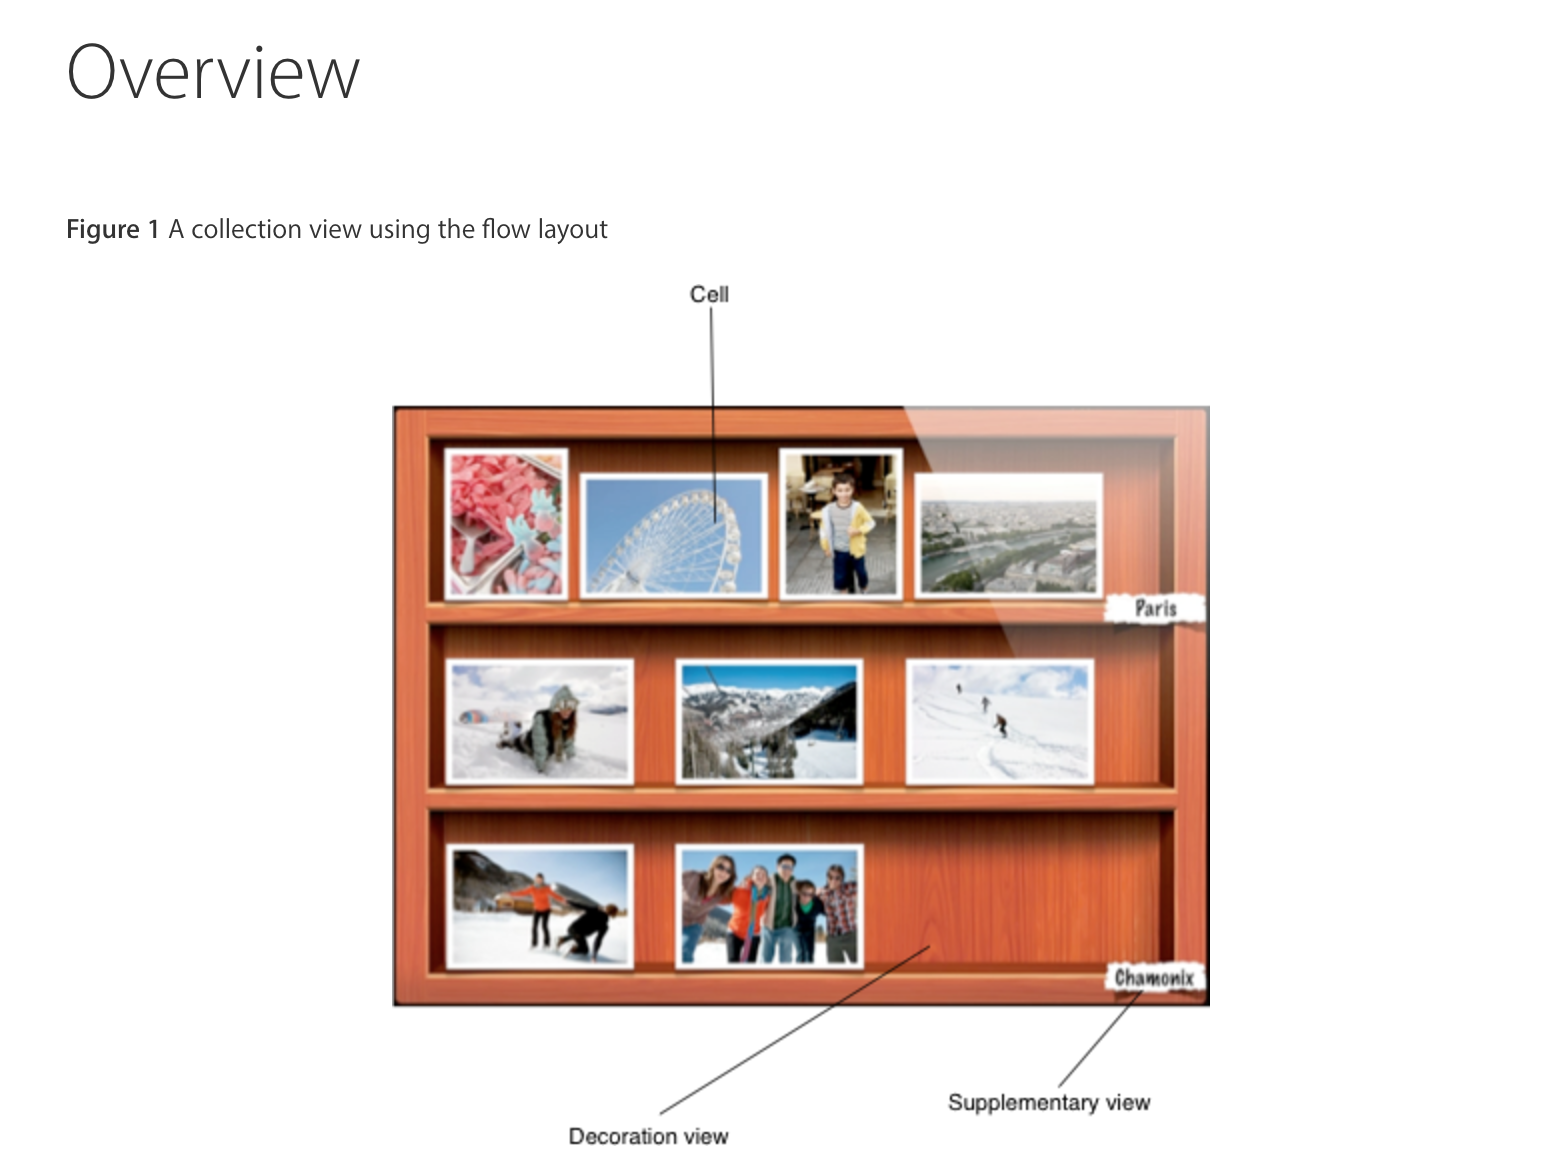 Overview
Figure 1 A collection view using the flow layout
Cell
Paris
Chamonix
Supplementary view
Decoration view